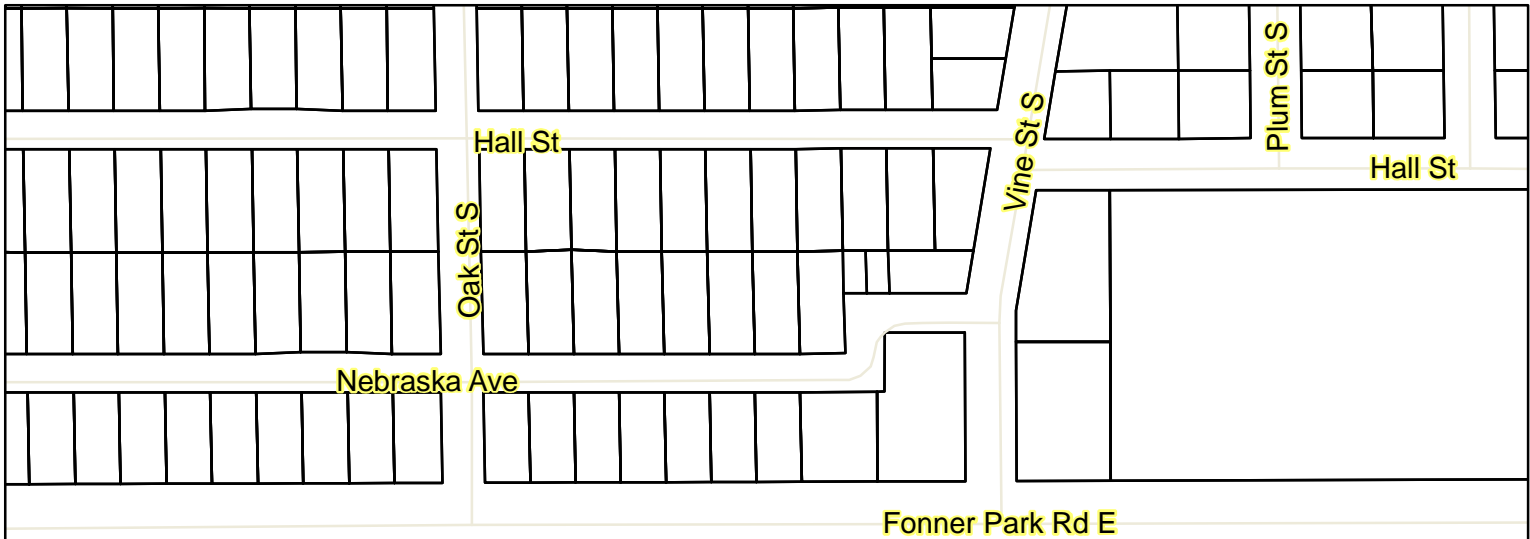 Plum St S
Hall St
Vine St S
Hall St
Oak St S
Nebraska Ave
Fonner Park Rd E